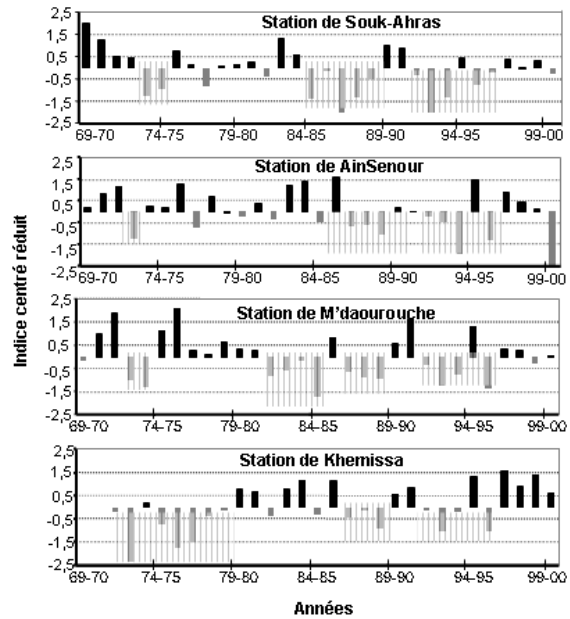 Station de Souk-Ahras
2,5
1,5
0,5
-0,5
-1,5
-2,5
69-70 74-75 79-80 84-85 89-90 94-95 99-00
Station de AinSenour
2,5
1,5
0,5
-0,5
-1,5
-2,5
69-70 74-75 79-80 84-85 89-90 94-95 99-00
Station de M'daourouche
2,5
1,5
0,5
-0,5
-1,5
-2,5
69-70 74-75 79-80 84-85 89-90 94-95 99-00
Station de Khemissa
2,5
1,5
0,5
-0,5
-1,5
-2,5
69-70 74-75 79-80 84-85 89-90 94-95 99-00
Indice centré réduit
Années